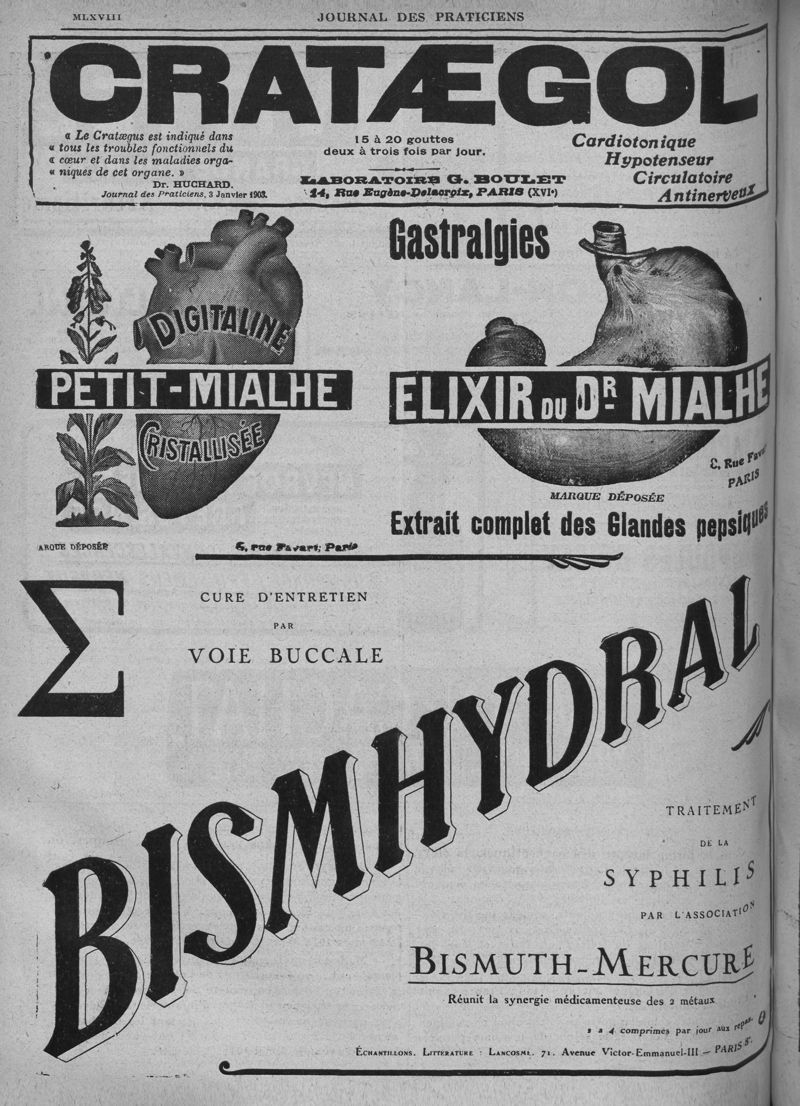 MLXVIII
JOURNAL DES PRATICIENS
CRATÆGOL
« Le Cratægus est indiqué dans
« tous les troubles fonctionnels du
« cœur et dans les maladies orga-
« niques de cet organe. »
Dr. HUCHARD.
Journal des Praticiens, 3 Janvier 1903.
15 à 20 gouttes
deux à trois fois par jour.
LABORATOIRE G. BOULET
14, Rue Eugène-Delacroix, PARIS (XVIe)
Cardiotonique
Hypotenseur
Circulatoire
Antinerveux
DIGITALINE
PETIT-MIALHE
CRISTALLISÉE
ARQUE DÉPOSÉE
rue Favart, Paris
Gastralgies
ELIXIR DU DR MIALHE
Rue Favar
PARIS
MARQUE DÉPOSÉE
Extrait complet des Glandes pepsiques
Σ
CURE D'ENTRETIEN
PAR
VOIE BUCCALE
BISMHYDRAL
TRAITEMENT
DE LA
SYPHILIS
PAR L'ASSOCIATION
BISMUTH-MERCURE
Réunit la synergie médicamenteuse des 2 métaux
à 4 comprimés par jour aux repas.
ÉCHANTILLONS. LITTÉRATURE : LANCOSME, 71, Avenue Victor-Emmanuel-III — PARIS 8e.